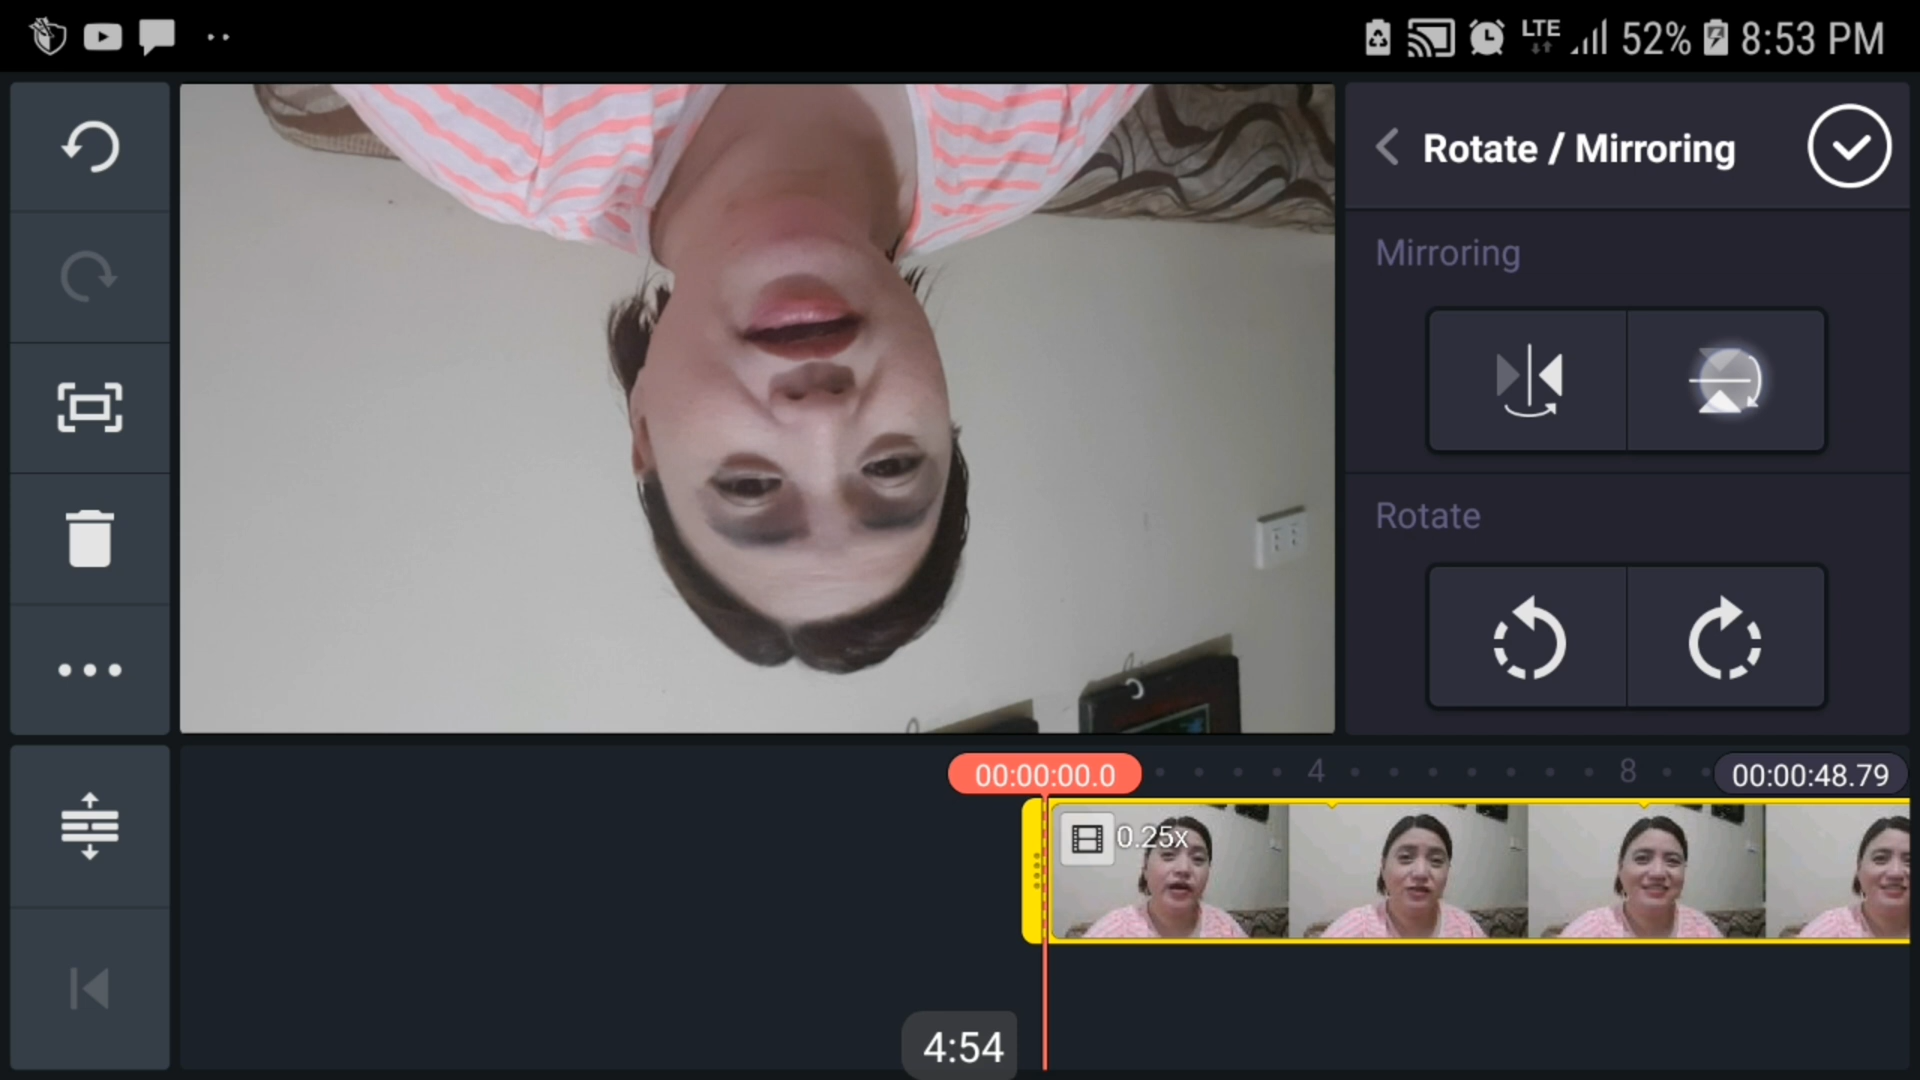 LTE 52% 8:53 PM
Rotate / Mirroring
Mirroring
Rotate
00:00:00.0 4 8 00:00:48.79
0.25x
4:54